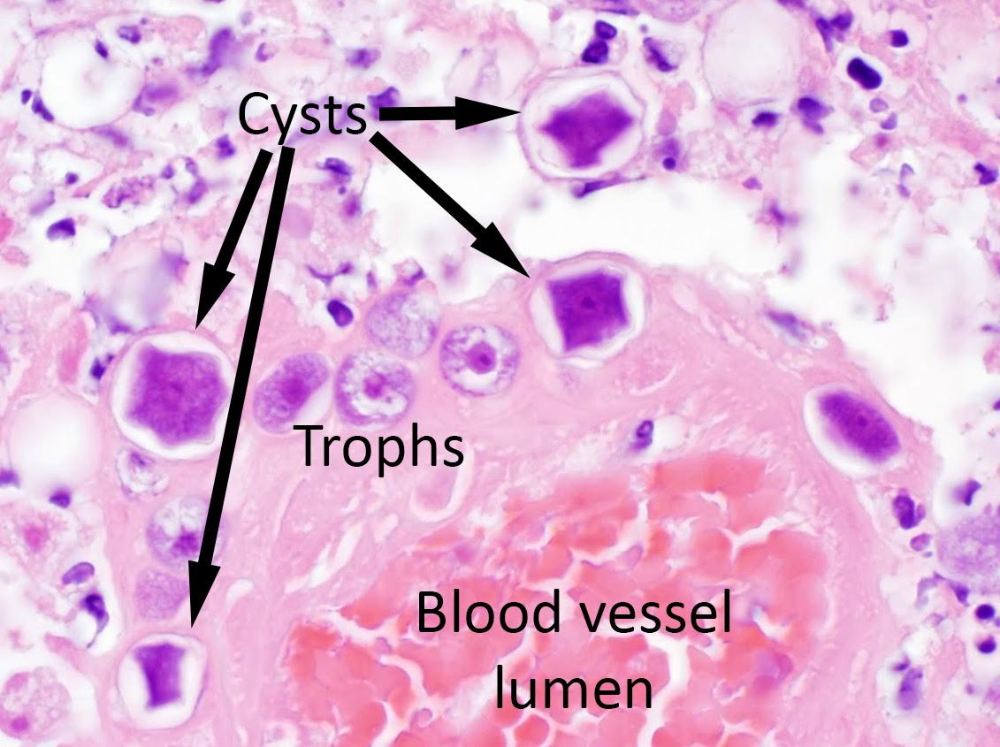 Cysts
Trophs
Blood vessel
lumen